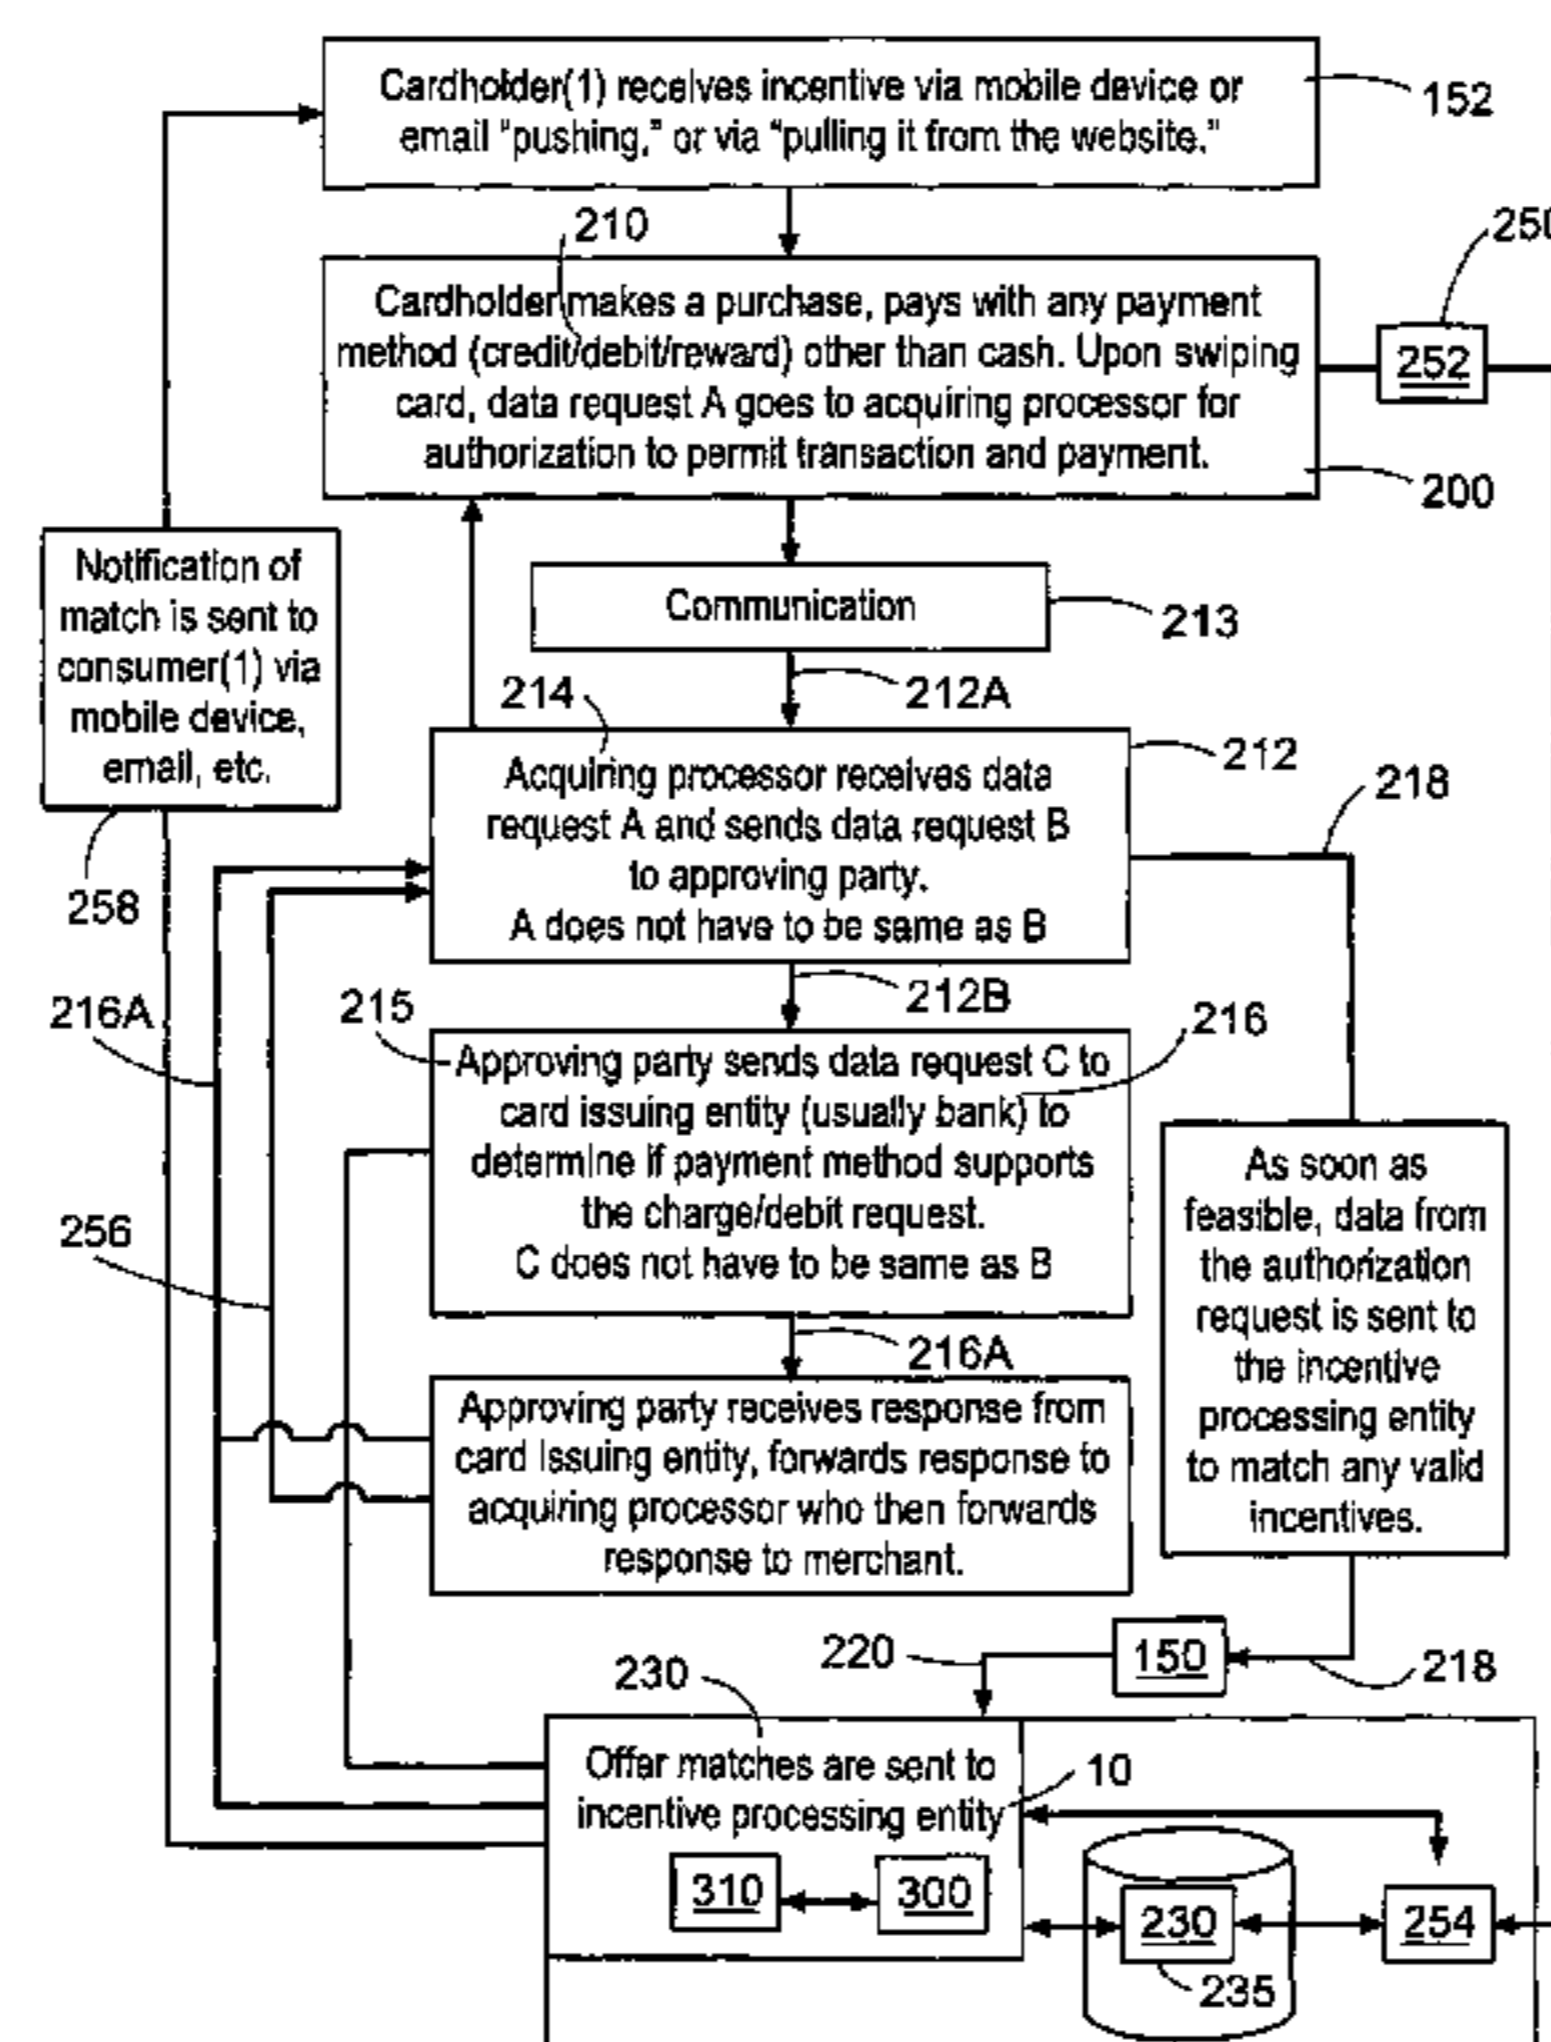 Cardholder(1) receives incentive via mobile device or
email "pushing," or via "pulling it from the website."
152
210
250
Cardholder makes a purchase, pays with any payment
method (credit/debit/reward) other than cash. Upon swiping
card, data request A goes to acquiring processor for
authorization to permit transaction and payment.
252
200
Notification of
match is sent to
consumer(1) via
mobile device,
email, etc.
258
Communication
213
212A
214
212
Acquiring processor receives data
request A and sends data request B
to approving party.
A does not have to be same as B
218
212B
216A
215
216
Approving party sends data request C to
card issuing entity (usually bank) to
determine if payment method supports
the charge/debit request.
C does not have to be same as B
256
216A
As soon as
feasible, data from
the authorization
request is sent to
the incentive
processing entity
to match any valid
incentives.
Approving party receives response from
card issuing entity, forwards response to
acquiring processor who then forwards
response to merchant.
220
150
218
230
Offer matches are sent to
incentive processing entity
10
310
300
230
254
235